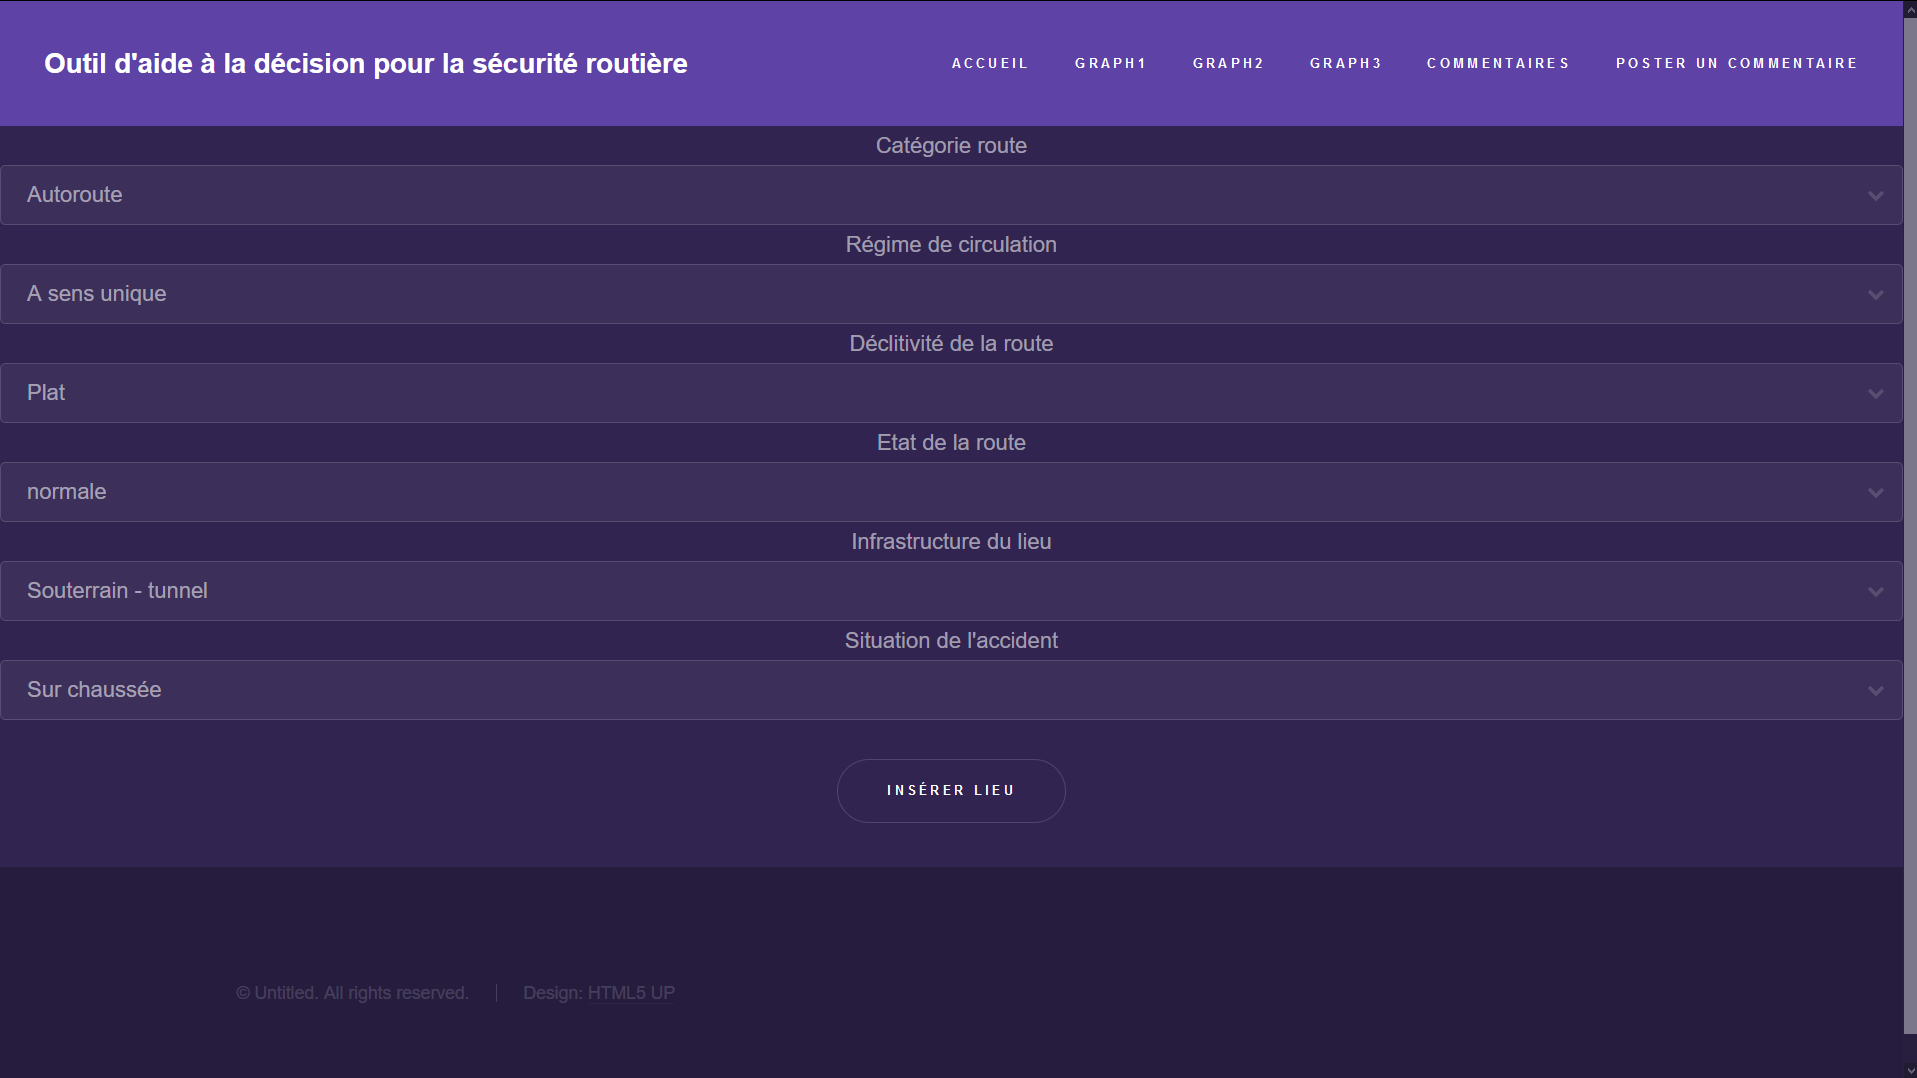 Outil d'aide à la décision pour la sécurité routière
ACCUEIL GRAPH1 GRAPH2 GRAPH3 COMMENTAIRES POSTER UN COMMENTAIRE
Catégorie route
Autoroute
Régime de circulation
A sens unique
Déclitivité de la route
Plat
Etat de la route
normale
Infrastructure du lieu
Souterrain - tunnel
Situation de l'accident
Sur chaussée
INSÉRER LIEU
© Untitled. All rights reserved. | Design: HTML5 UP